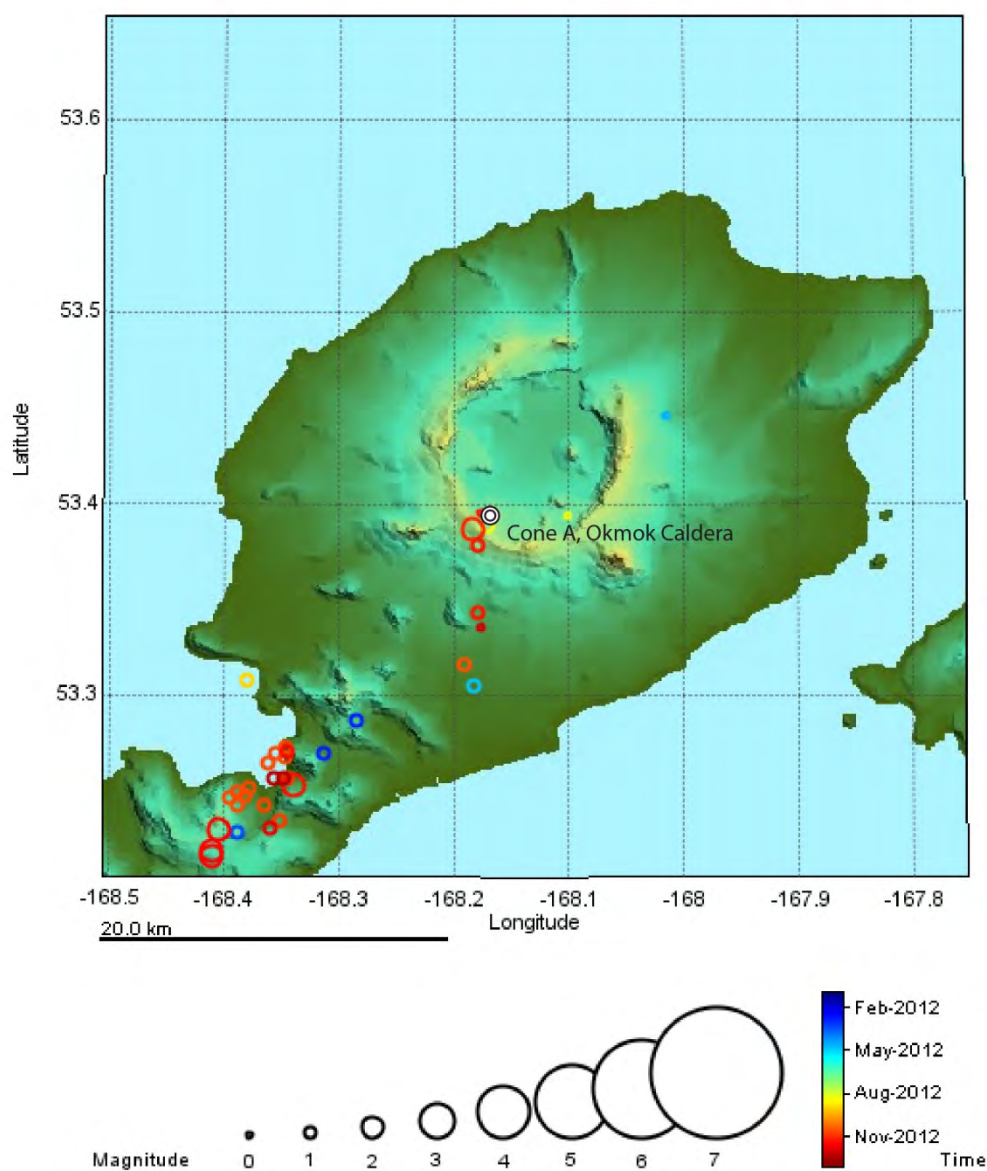 53.6
53.5
53.4
53.3
Latitude
Cone A, Okmok Caldera
-168.5 -168.4 -168.3 -168.2 -168.1 -168 -167.9 -167.8
Longitude
20.0 km
Feb-2012
May-2012
Aug-2012
Nov-2012
Magnitude 0 1 2 3 4 5 6 7 Time